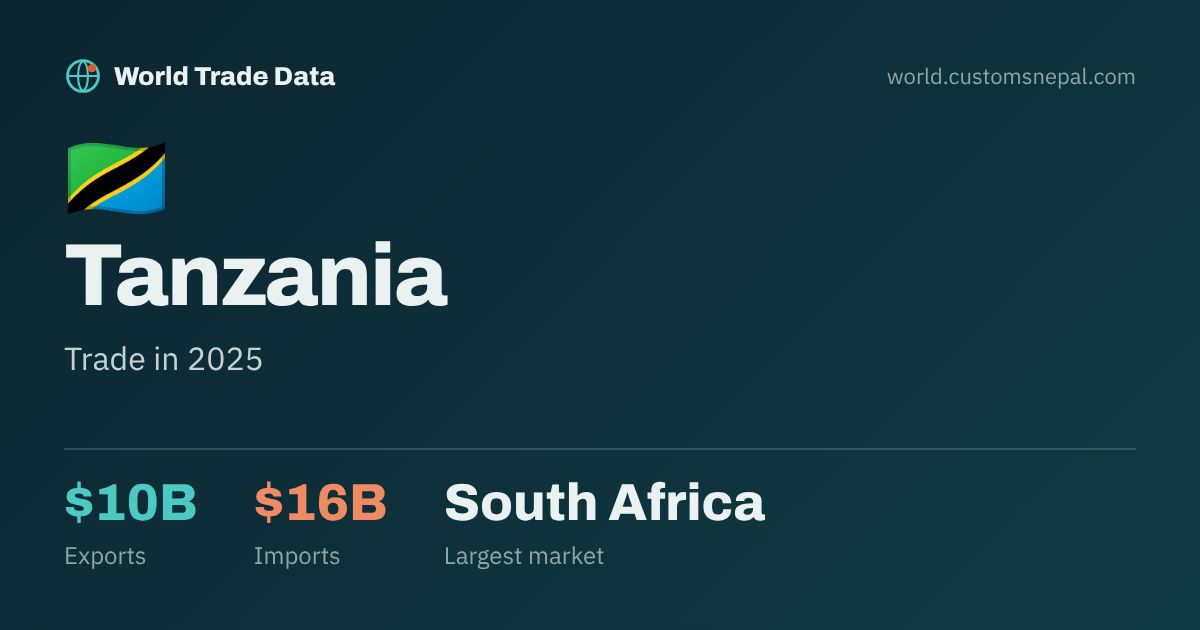 World Trade Data
world.customsnepal.com
Tanzania
Trade in 2025
$10B
Exports
$16B
Imports
South Africa
Largest market